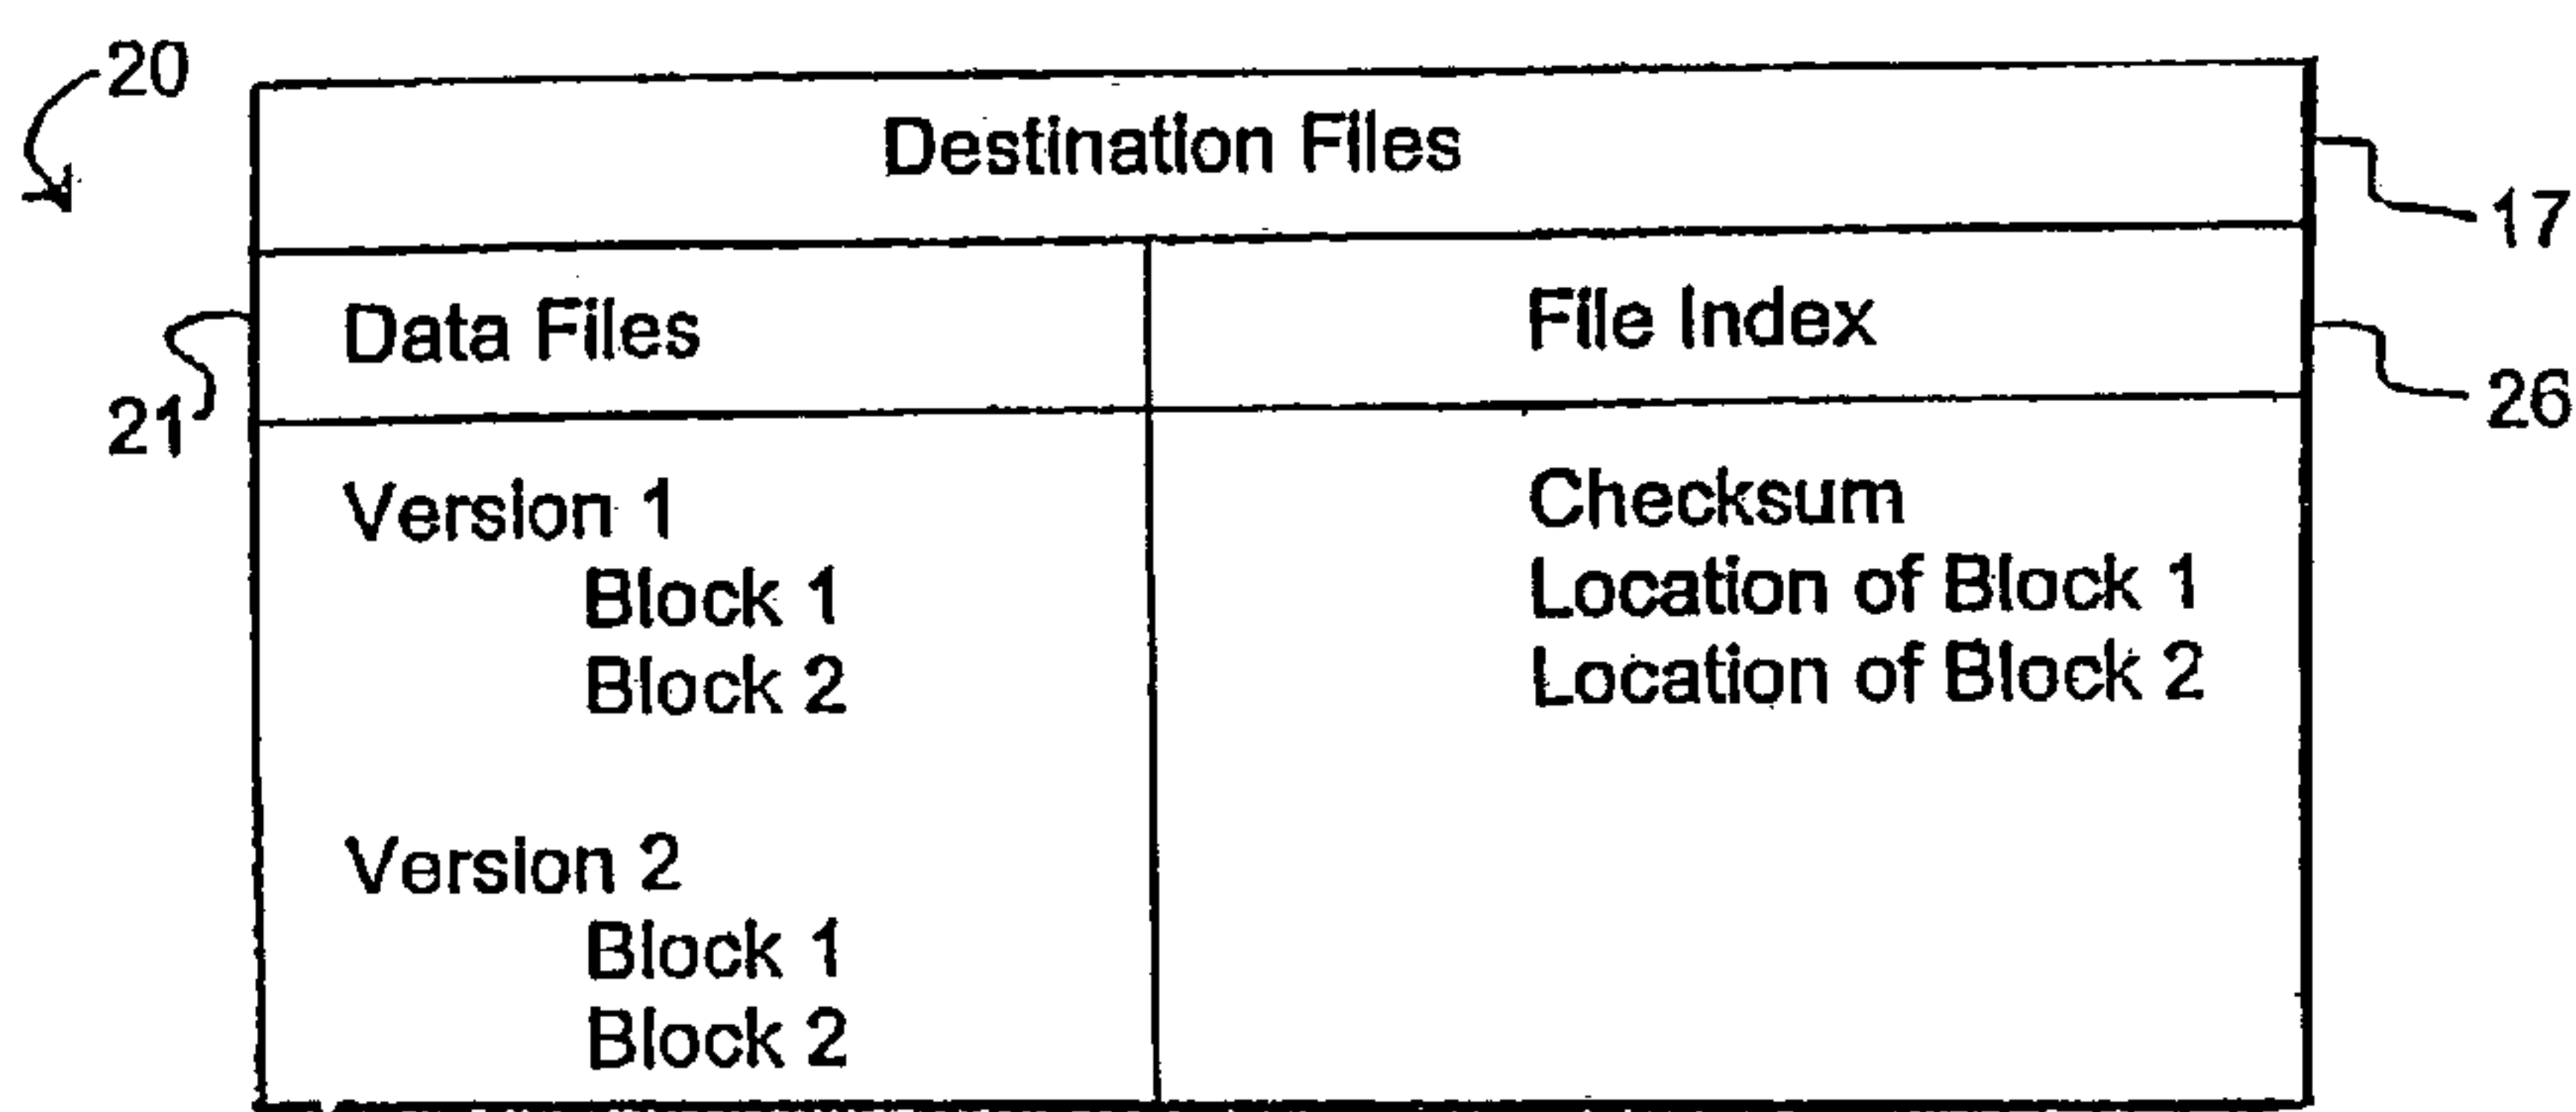 20
Destination Files
17
Data Files
File Index
21
26
Version 1
Block 1
Block 2
Version 2
Block 1
Block 2
Checksum
Location of Block 1
Location of Block 2